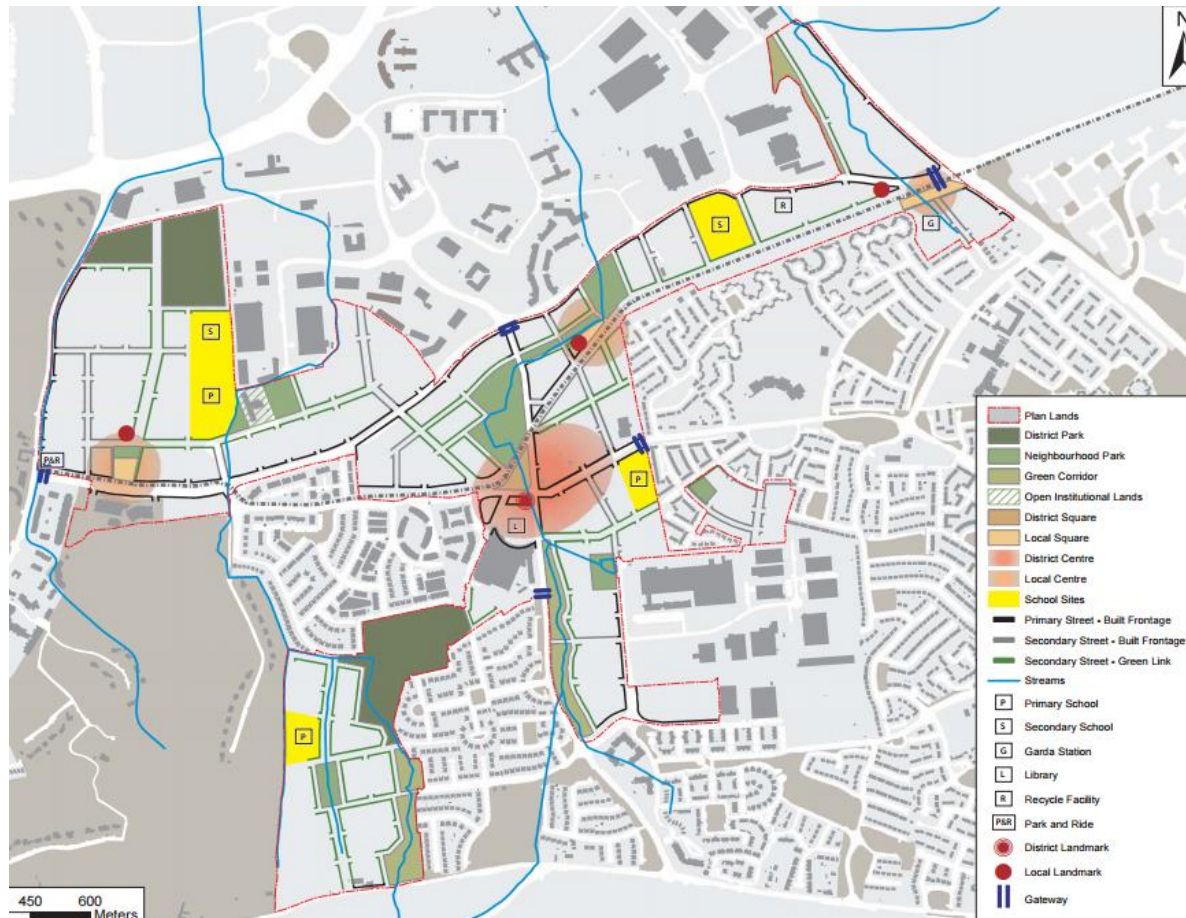 N
S
R
G
S
P
P&R
P
L
P
Plan Lands
District Park
Neighbourhood Park
Green Corridor
Open Institutional Lands
District Square
Local Square
District Centre
Local Centre
School Sites
Primary Street - Built Frontage
Secondary Street - Built Frontage
Secondary Street - Green Link
Streams
P Primary School
S Secondary School
G Garda Station
L Library
R Recycle Facility
P&R Park and Ride
District Landmark
Local Landmark
Gateway
450 600
Meters